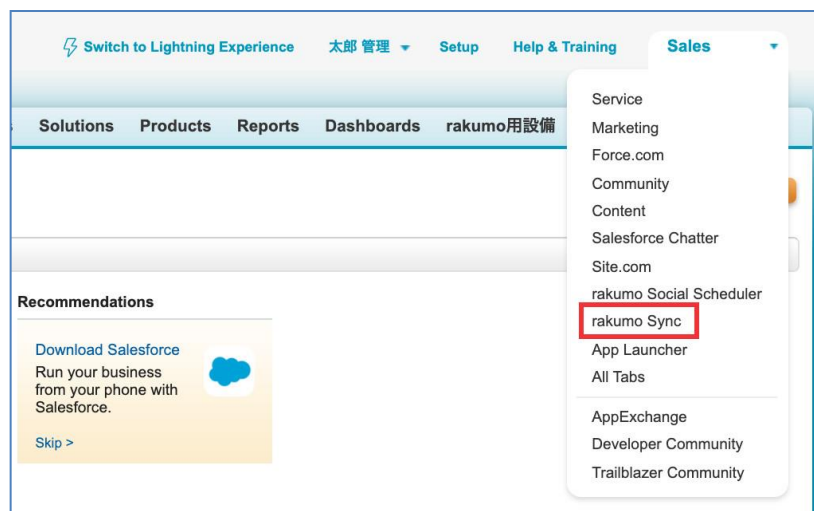 Switch to Lightning Experience 太郎 管理 Setup Help & Training Sales
Solutions Products Reports Dashboards rakumo用設備
Service
Marketing
Force.com
Community
Content
Salesforce Chatter
Site.com
rakumo Social Scheduler
rakumo Sync
App Launcher
All Tabs
AppExchange
Developer Community
Trailblazer Community
Recommendations
Download Salesforce
Run your business
from your phone with
Salesforce.
Skip >